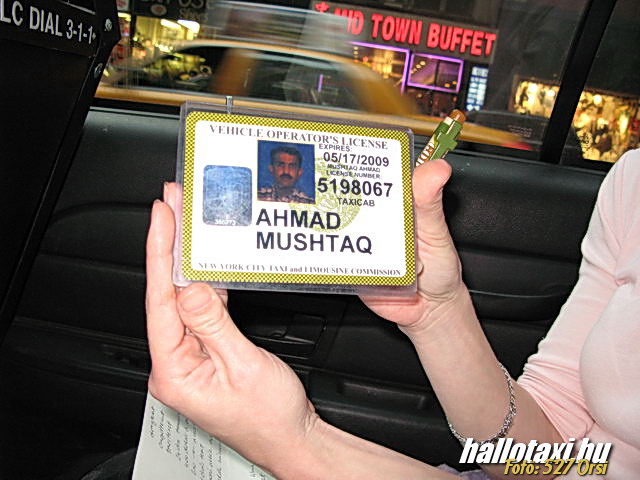 LC DIAL 3-1-1
MID TOWN BUFFET
VEHICLE OPERATOR'S LICENSE
EXPIRES:
05/17/2009
MUSHTAQ AHMAD
LICENSE NUMBER:
5198067
TAXICAB
AHMAD
MUSHTAQ
NEW YORK CITY TAXI and LIMOUSINE COMMISSION
hallotaxi.hu
Foto: 527 Orsi